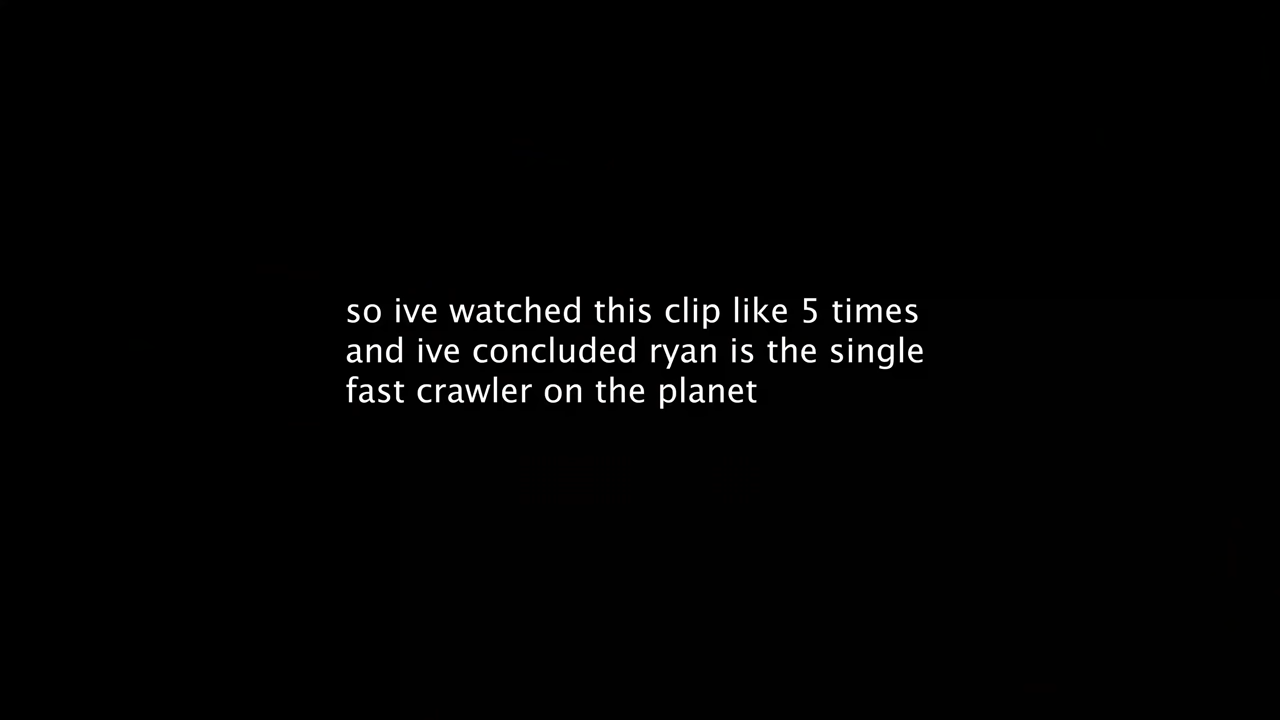 so ive watched this clip like 5 times
and ive concluded ryan is the single
fast crawler on the planet